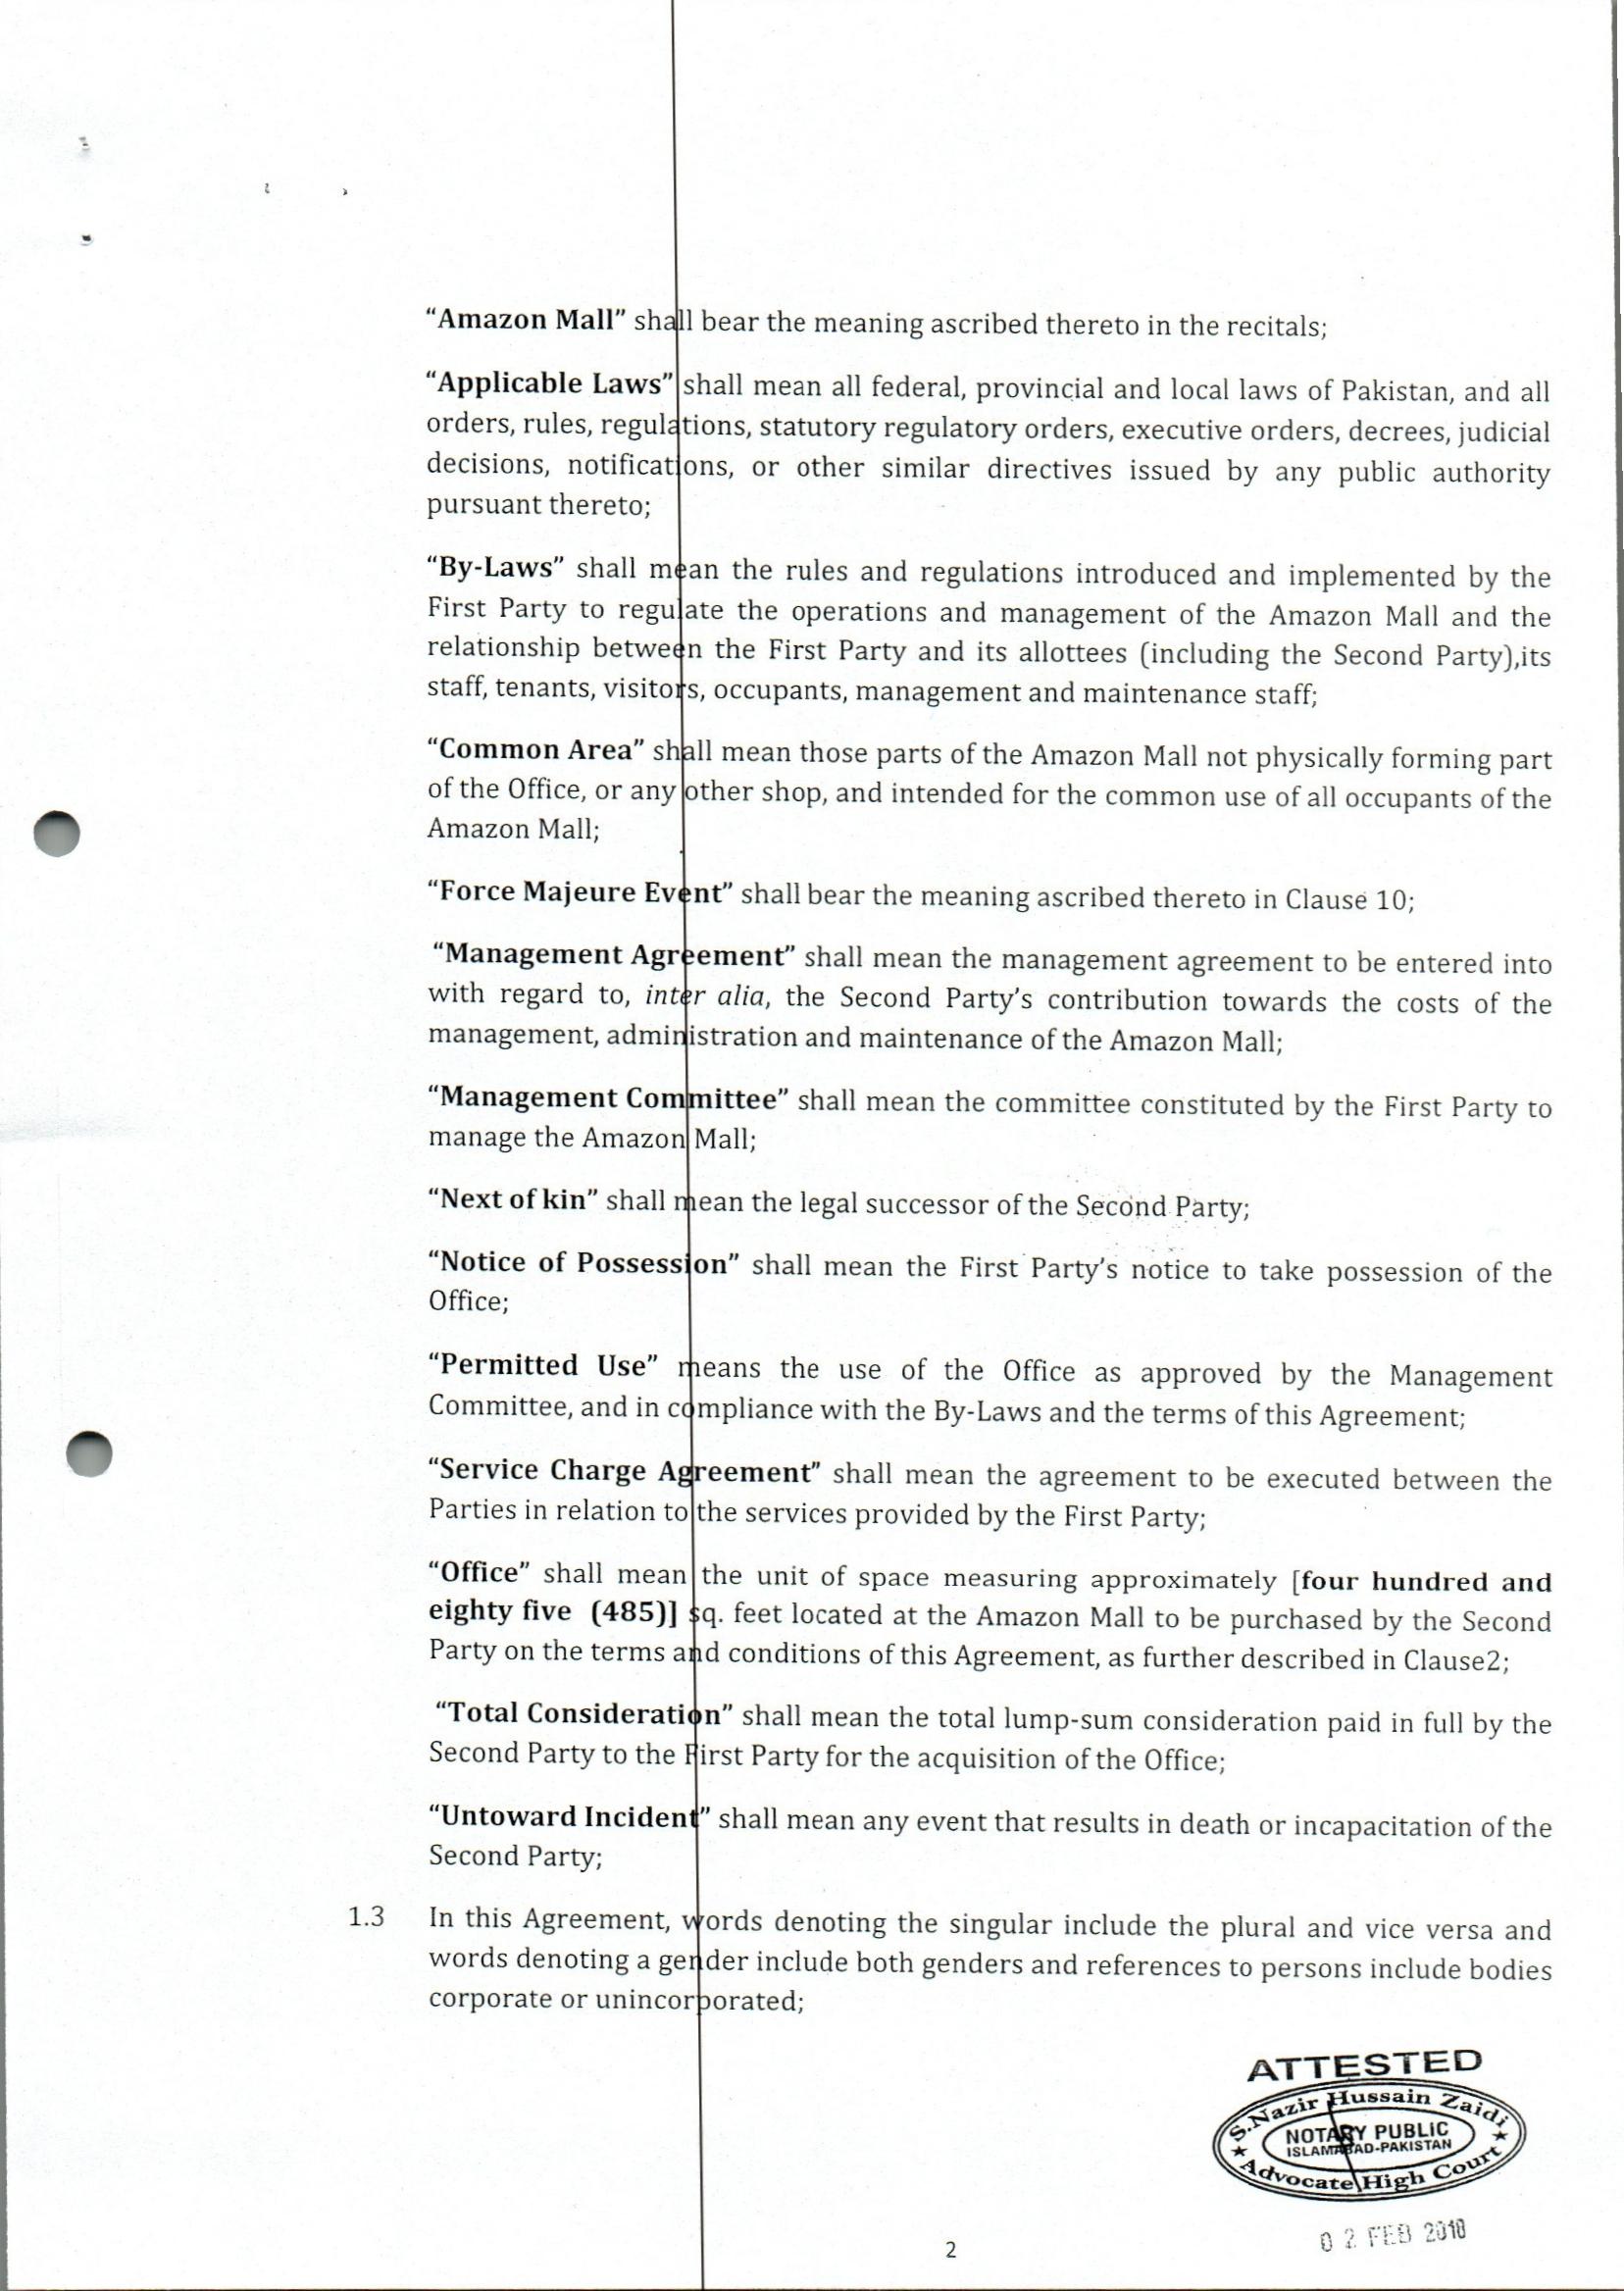 “Amazon Mall” shall bear the meaning ascribed thereto in the recitals;
“Applicable Laws” shall mean all federal, provincial and local laws of Pakistan, and all
orders, rules, regulations, statutory regulatory orders, executive orders, decrees, judicial
decisions, notifications, or other similar directives issued by any public authority
pursuant thereto;
“By-Laws” shall mean the rules and regulations introduced and implemented by the
First Party to regulate the operations and management of the Amazon Mall and the
relationship between the First Party and its allottees (including the Second Party),its
staff, tenants, visitors, occupants, management and maintenance staff;
“Common Area” shall mean those parts of the Amazon Mall not physically forming part
of the Office, or any other shop, and intended for the common use of all occupants of the
Amazon Mall;
“Force Majeure Event” shall bear the meaning ascribed thereto in Clause 10;
“Management Agreement” shall mean the management agreement to be entered into
with regard to, inter alia, the Second Party’s contribution towards the costs of the
management, administration and maintenance of the Amazon Mall;
“Management Committee” shall mean the committee constituted by the First Party to
manage the Amazon Mall;
“Next of kin” shall mean the legal successor of the Second Party;
“Notice of Possession” shall mean the First Party’s notice to take possession of the
Office;
“Permitted Use” means the use of the Office as approved by the Management
Committee, and in compliance with the By-Laws and the terms of this Agreement;
“Service Charge Agreement” shall mean the agreement to be executed between the
Parties in relation to the services provided by the First Party;
“Office” shall mean the unit of space measuring approximately [four hundred and
eighty five (485)] sq. feet located at the Amazon Mall to be purchased by the Second
Party on the terms and conditions of this Agreement, as further described in Clause2;
“Total Consideration” shall mean the total lump-sum consideration paid in full by the
Second Party to the First Party for the acquisition of the Office;
“Untoward Incident” shall mean any event that results in death or incapacitation of the
Second Party;
1.3 In this Agreement, words denoting the singular include the plural and vice versa and
words denoting a gender include both genders and references to persons include bodies
corporate or unincorporated;
ATTESTED
S.Nazir Hussain Zaidi
NOTARY PUBLIC
ISLAMABAD-PAKISTAN
★ Advocate High Court ★
02 FEB 2018
2